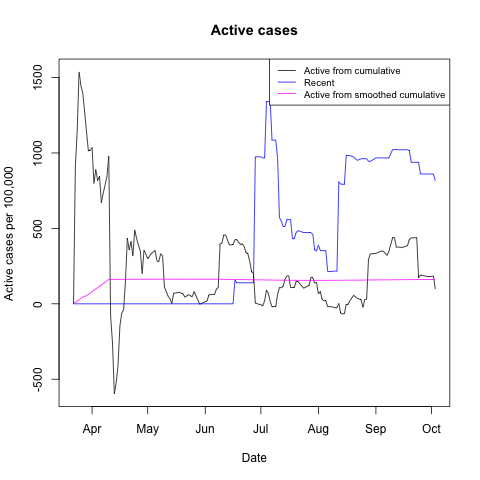 Active cases
Active from cumulative
Recent
Active from smoothed cumulative
Active cases per 100,000
1500
1000
500
0
-500
Apr May Jun Jul Aug Sep Oct
Date